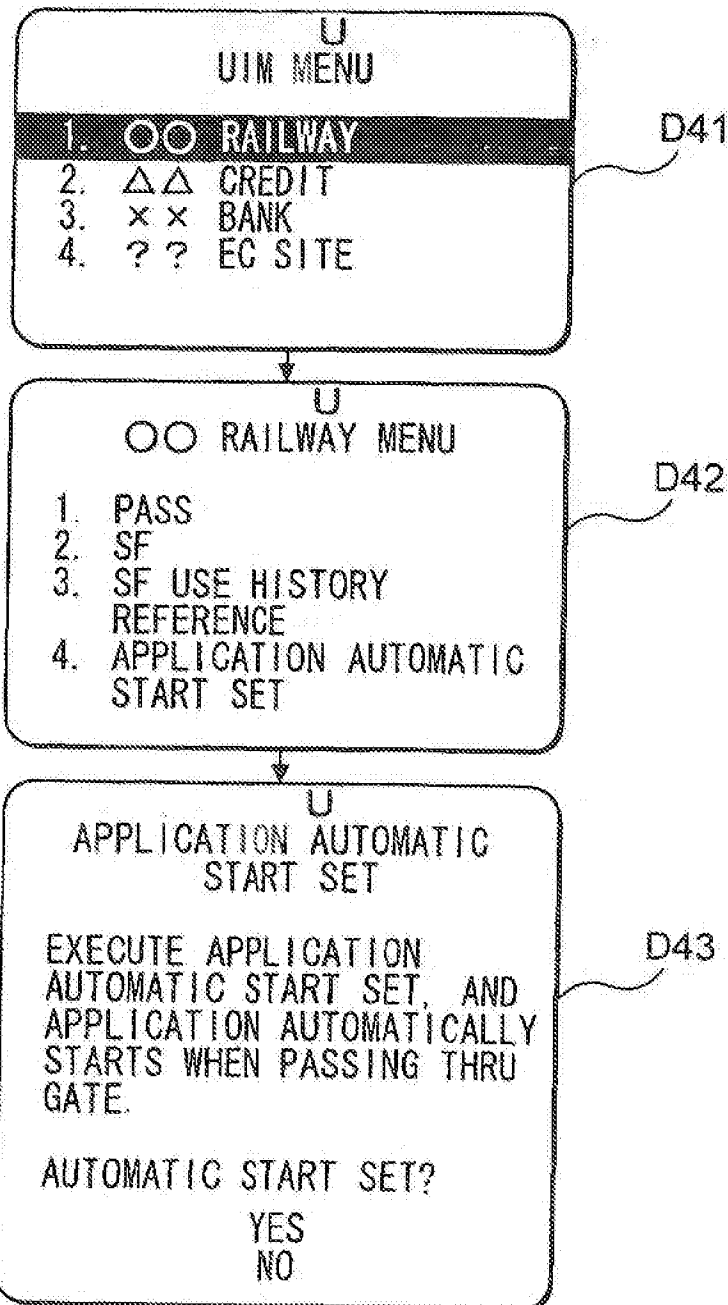 U
UIM MENU
1. ○○ RAILWAY
2. △△ CREDIT
3. ×× BANK
4. ?? EC SITE
D41
U
○○ RAILWAY MENU
1. PASS
2. SF
3. SF USE HISTORY
REFERENCE
4. APPLICATION AUTOMATIC
START SET
D42
U
APPLICATION AUTOMATIC
START SET
EXECUTE APPLICATION
AUTOMATIC START SET, AND
APPLICATION AUTOMATICALLY
STARTS WHEN PASSING THRU
GATE.
AUTOMATIC START SET?
YES
NO
D43